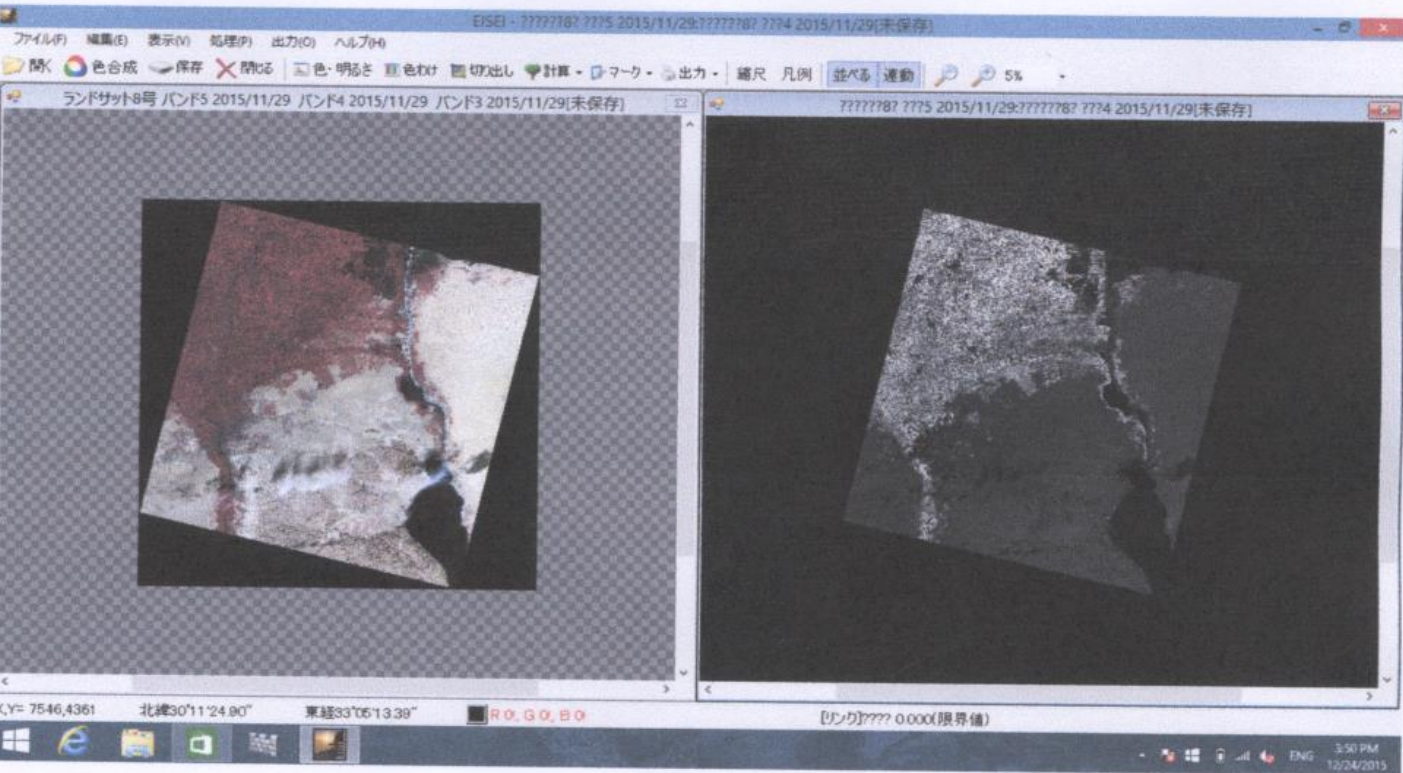 EISEI - ??????8? ???5 2015/11/29:??????8? ???4 2015/11/29[未保存]
ファイル(F) 編集(E) 表示(V) 処理(P) 出力(O) ヘルプ(H)
開く 色合成 保存 閉じる 色・明るさ 色わけ 切り出し 計算 マーク 出力 縮尺 凡例 並べる 連動 5%
ランドサット8号 バンド5 2015/11/29 バンド4 2015/11/29 バンド3 2015/11/29[未保存]
??????8? ???5 2015/11/29:??????8? ???4 2015/11/29[未保存]
X,Y= 7546,4361 北緯30°11'24.90" 東経33°05'13.39" R 0, G 0, B 0 [リンク]???? 0.000(限界値)
ENG 3:50 PM
12/24/2015